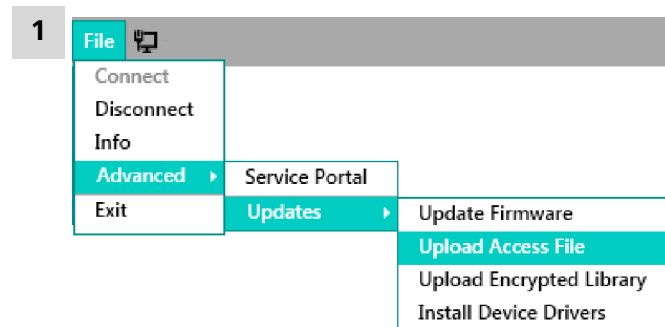 1
File
Connect
Disconnect
Info
Advanced
Service Portal
Exit
Updates
Update Firmware
Upload Access File
Upload Encrypted Library
Install Device Drivers